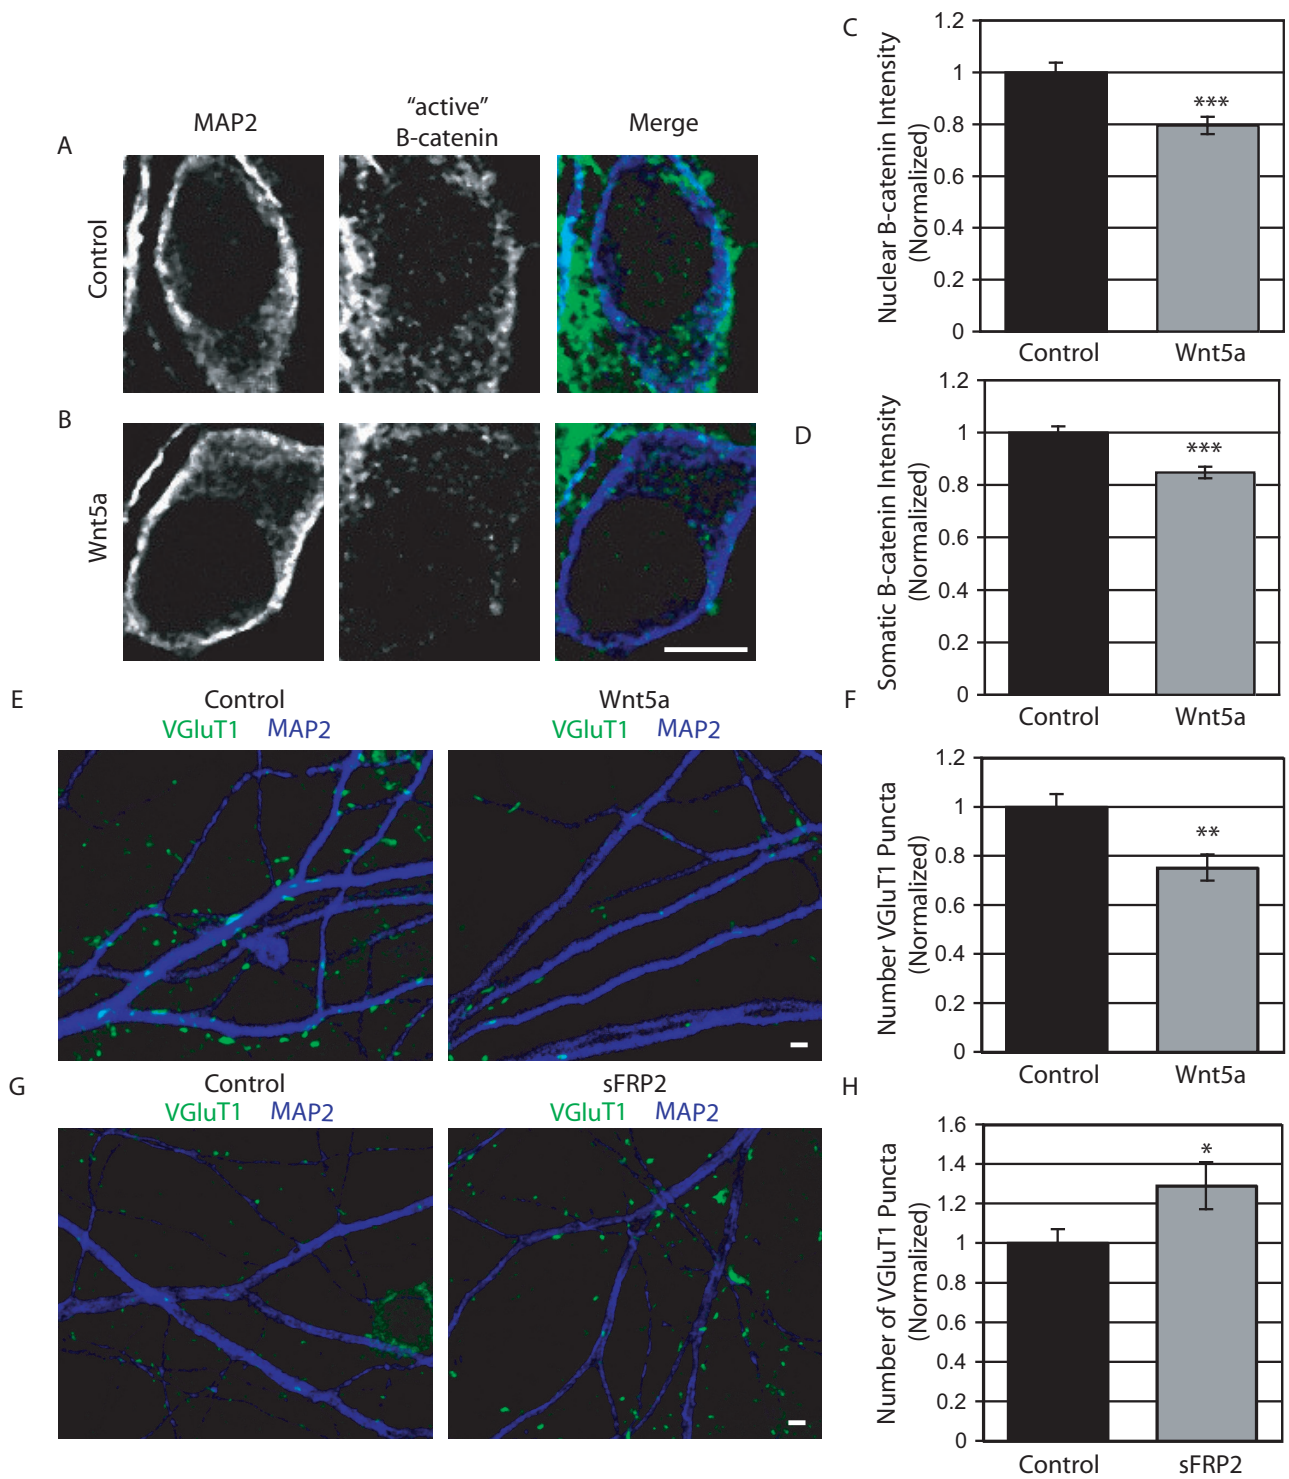 A
MAP2
"active"
B-catenin
Merge
Control
B
Wnt5a
C
Nuclear B-catenin Intensity
(Normalized)
1.2
1
0.8
0.6
0.4
0.2
0
***
Control Wnt5a
D
Somatic B-catenin Intensity
(Normalized)
1.2
1
0.8
0.6
0.4
0.2
0
***
Control Wnt5a
E
Control
VGluT1 MAP2
Wnt5a
VGluT1 MAP2
F
Number VGluT1 Puncta
(Normalized)
1.2
1
0.8
0.6
0.4
0.2
0
**
Control Wnt5a
G
Control
VGluT1 MAP2
sFRP2
VGluT1 MAP2
H
Number of VGluT1 Puncta
(Normalized)
1.6
1.4
1.2
1
0.8
0.6
0.4
0.2
0
*
Control sFRP2